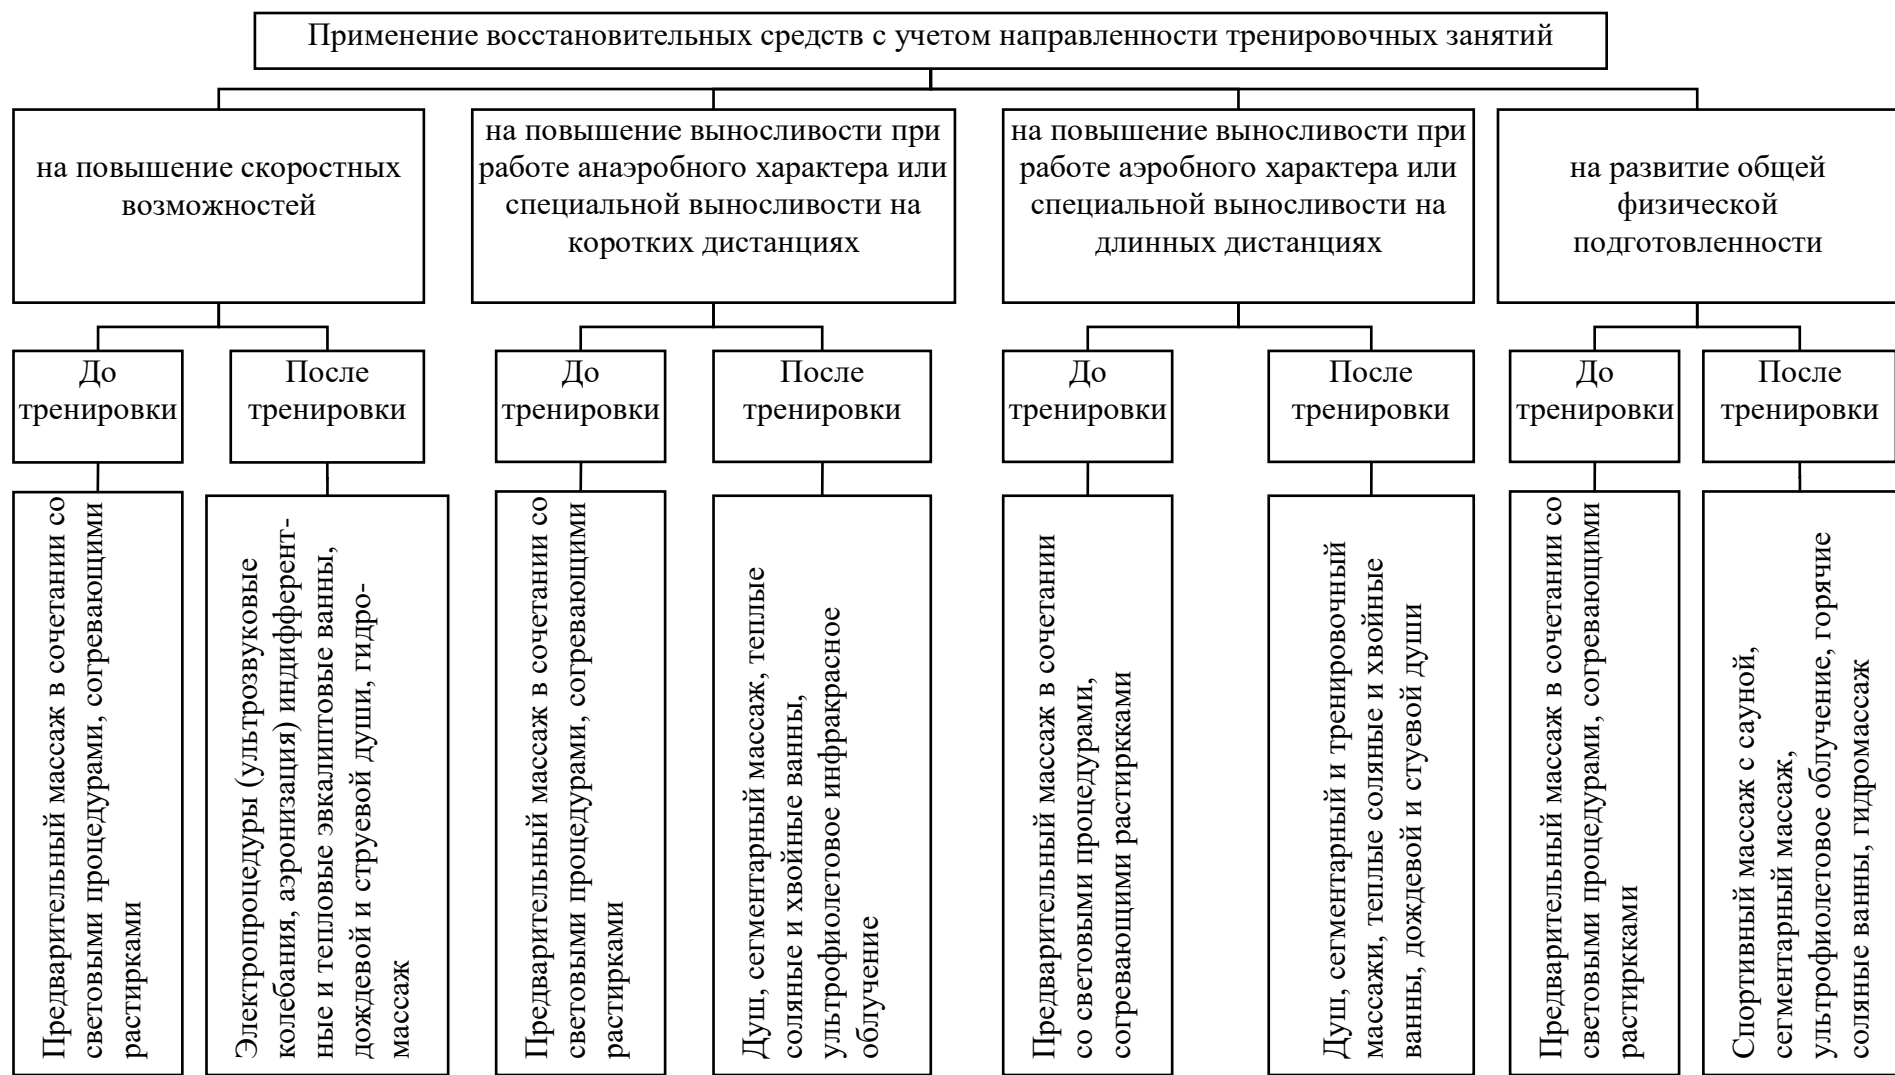 Применение восстановительных средств с учетом направленности тренировочных занятий
на повышение скоростных
возможностей
на повышение выносливости при
работе анаэробного характера или
специальной выносливости на
коротких дистанциях
на повышение выносливости при
работе аэробного характера или
специальной выносливости на
длинных дистанциях
на развитие общей
физической
подготовленности
До
тренировки
После
тренировки
До
тренировки
После
тренировки
До
тренировки
После
тренировки
До
тренировки
После
тренировки
Предварительный массаж в сочетании со
световыми процедурами, согревающими
растирками
Электропроцедуры (ультрозвуковые
колебания, аэронизация) индифферент-
ные и тепловые эвкалиптовые ванны,
дождевой и струевой души, гидро-
массаж
Предварительный массаж в сочетании со
световыми процедурами, согревающими
растирками
Душ, сегментарный массаж, теплые
соляные и хвойные ванны,
ультрофиолетовое инфракрасное
облучение
Предварительный массаж в сочетании
со световыми процедурами,
согревающими растиркками
Душ, сегментарный и тренировочный
массажи, теплые соляные и хвойные
ванны, дождевой и стуевой души
Предварительный массаж в сочетании со
световыми процедурами, согревающими
растиркками
Спортивный массаж с сауной,
сегментарный массаж,
ультрофиолетовое облучение, горячие
соляные ванны, гидромассаж